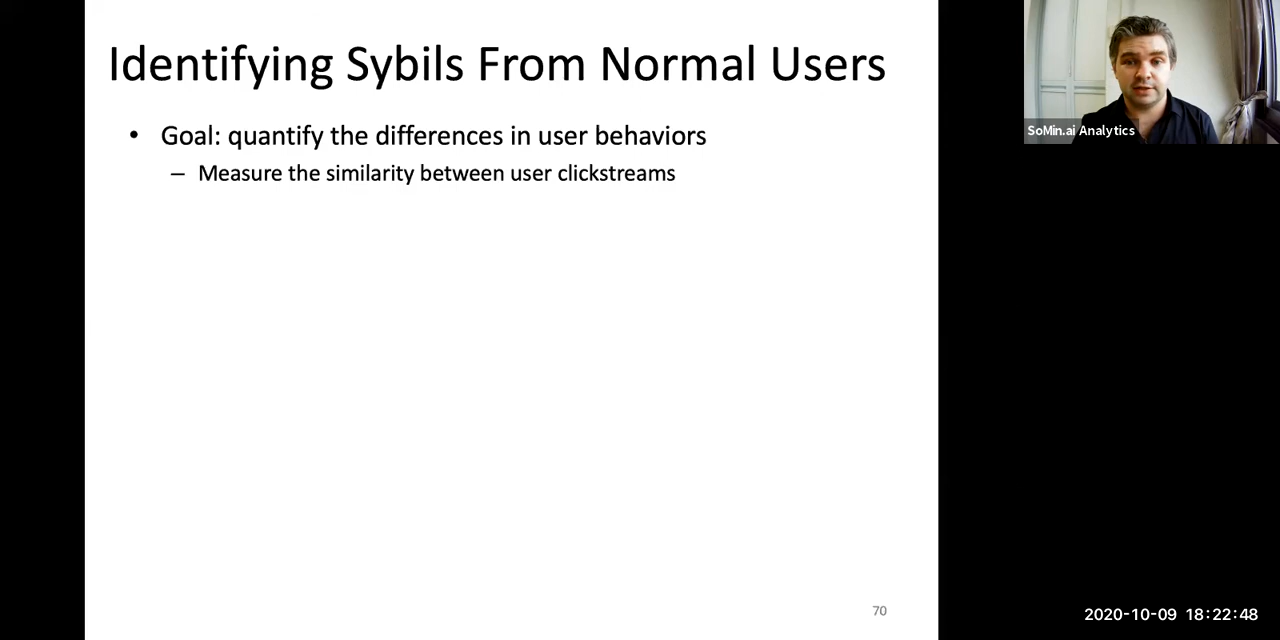 Identifying Sybils From Normal Users
• Goal: quantify the differences in user behaviors
– Measure the similarity between user clickstreams
SoMin.ai Analytics
70
2020-10-09 18:22:48